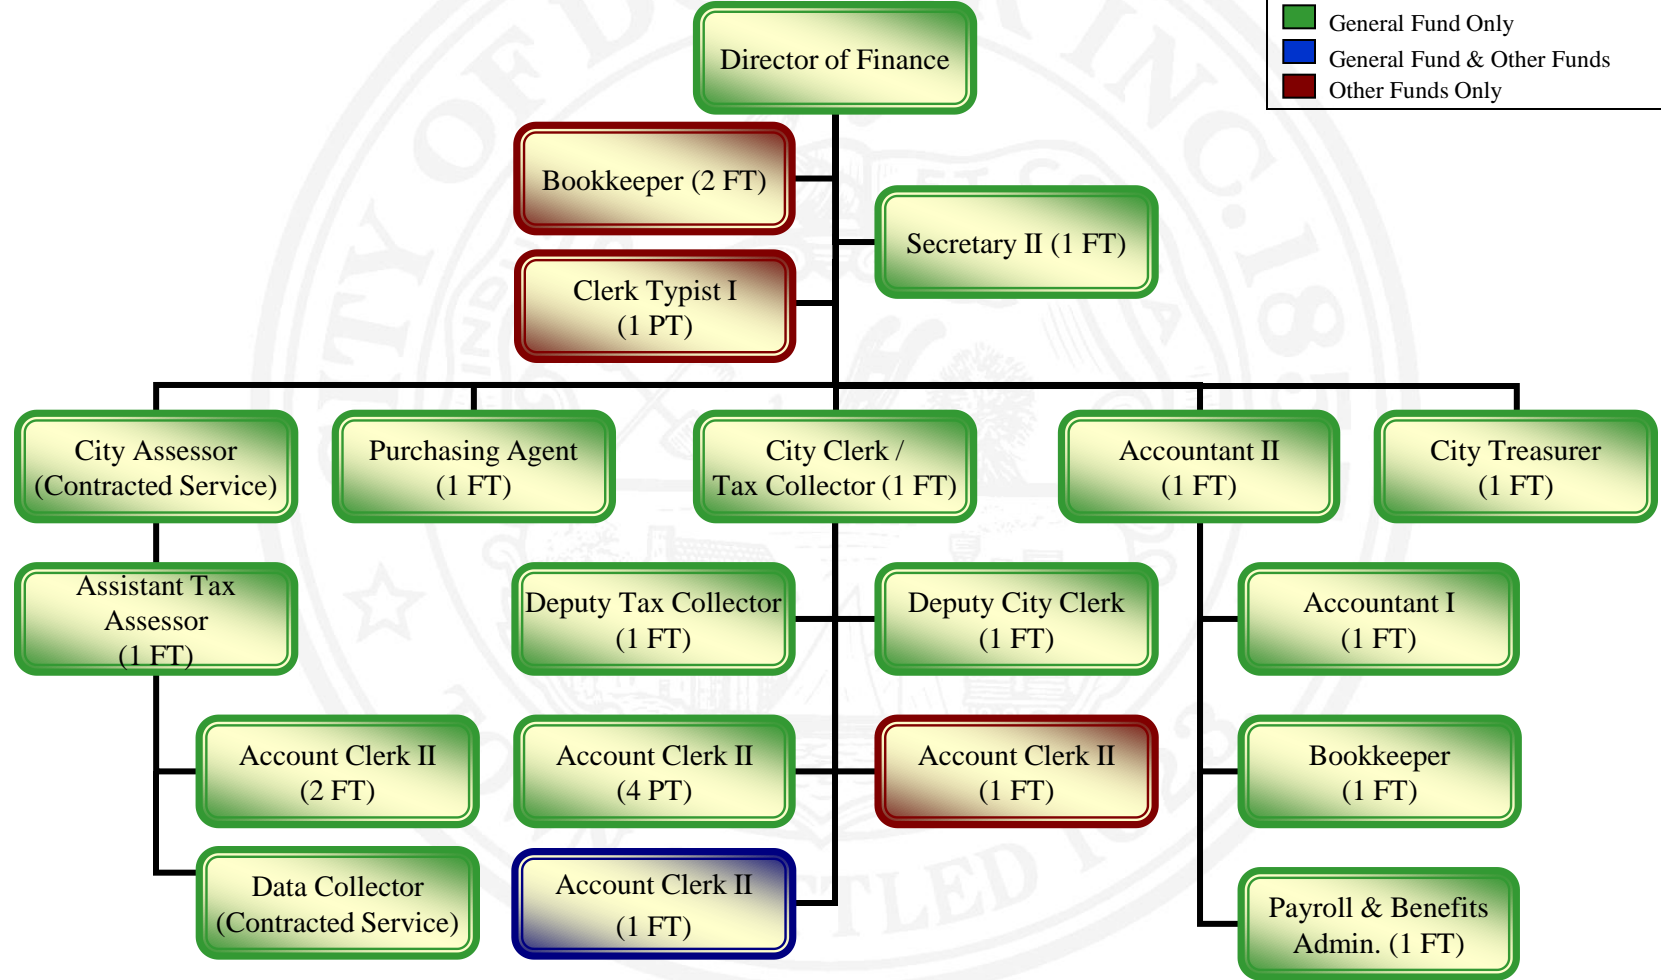 General Fund Only
General Fund & Other Funds
Other Funds Only
Director of Finance
Bookkeeper (2 FT)
Secretary II (1 FT)
Clerk Typist I
(1 PT)
City Assessor
(Contracted Service)
Purchasing Agent
(1 FT)
City Clerk /
Tax Collector (1 FT)
Accountant II
(1 FT)
City Treasurer
(1 FT)
Assistant Tax
Assessor
(1 FT)
Deputy Tax Collector
(1 FT)
Deputy City Clerk
(1 FT)
Accountant I
(1 FT)
Account Clerk II
(2 FT)
Account Clerk II
(4 PT)
Account Clerk II
(1 FT)
Bookkeeper
(1 FT)
Data Collector
(Contracted Service)
Account Clerk II
(1 FT)
Payroll & Benefits
Admin. (1 FT)